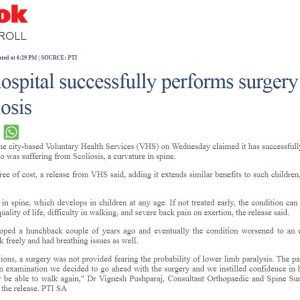 ok
ROLL
ated at 6:29 PM | SOURCE: PTI
ospital successfully performs surgery
iosis
e city-based Voluntary Health Services (VHS) on Wednesday claimed it has successfully
o was suffering from Scoliosis, a curvature in spine.
ree of cost, a release from VHS said, adding it extends similar benefits to such children,
in spine, which develops in children at any age. If not treated early, the condition can
quality of life, difficulty in walking, and severe back pain on exertion, the release said.
oped a hunchback couple of years ago and eventually the condition worsened to an
k freely and had breathing issues as well.
tions, a surgery was not provided fearing the probability of lower limb paralysis. The pa
n examination we decided to go ahead with the surgery and we instilled confidence in
be able to walk again," Dr Vignesh Pushparaj, Consultant Orthopaedic and Spine Sur
the release. PTI SA